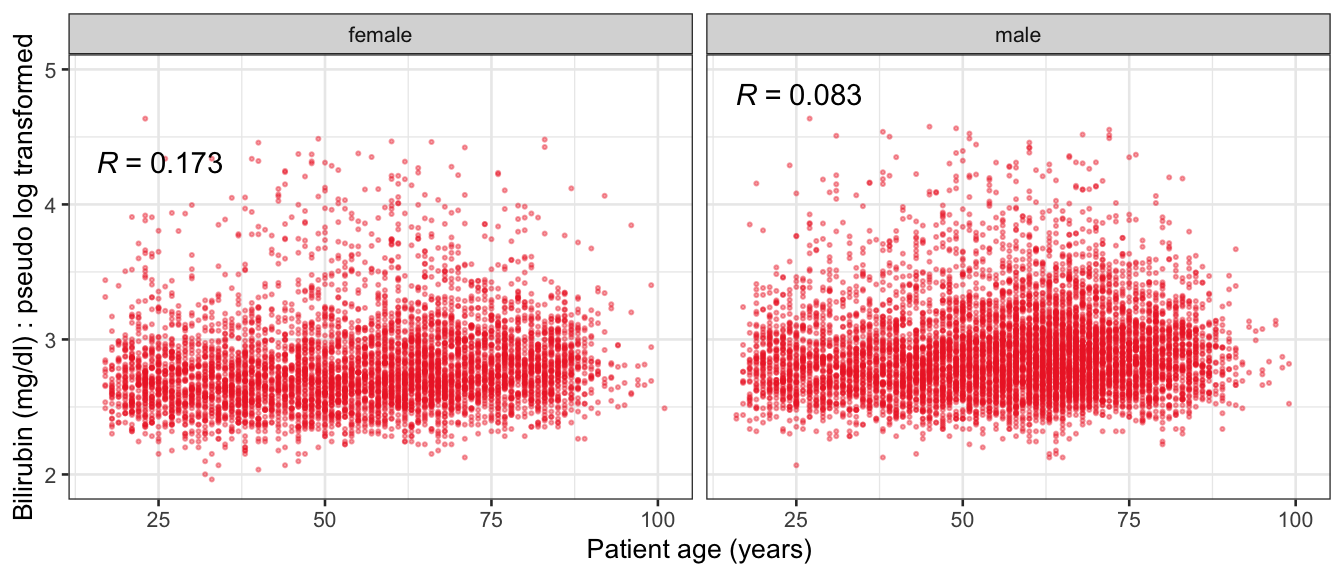 female
male
Bilirubin (mg/dl) : pseudo log transformed
5
4
3
2
R = 0.173
R = 0.083
25 50 75 100
25 50 75 100
Patient age (years)